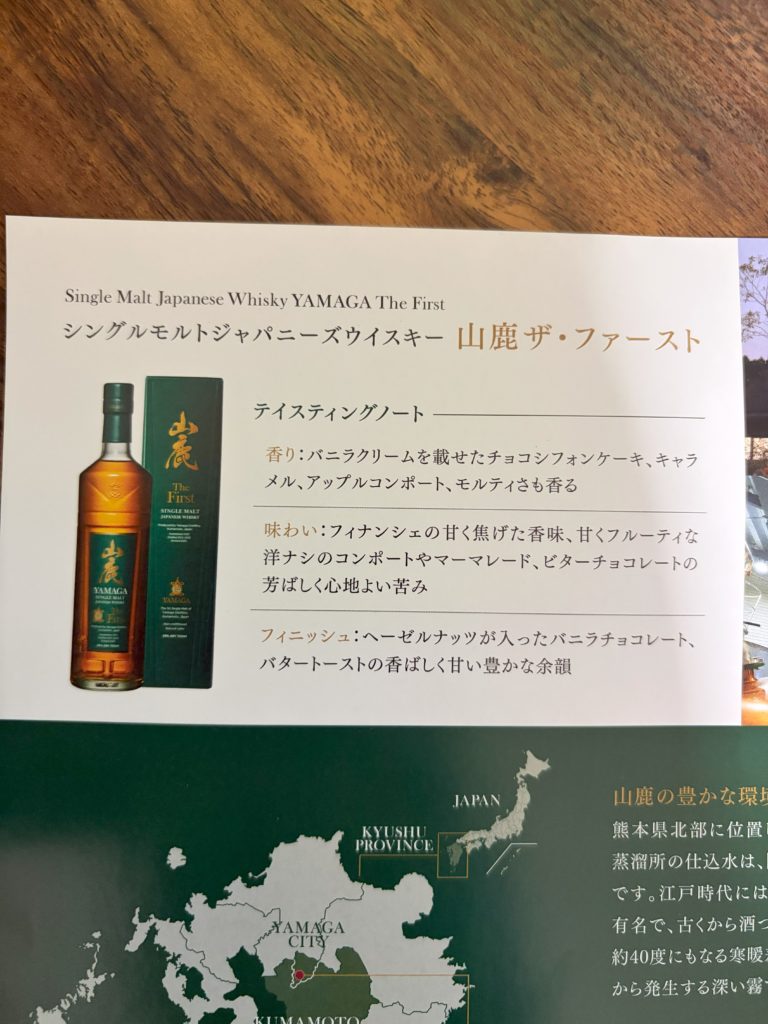 Single Malt Japanese Whisky YAMAGA The First
シングルモルトジャパニーズウイスキー 山鹿ザ・ファースト
テイスティングノート
香り：バニラクリームを載せたチョコシフォンケーキ、キャラ
メル、アップルコンポート、モルティさも香る
味わい：フィナンシェの甘く焦げた香味、甘くフルーティな
洋ナシのコンポートやマーマレード、ビターチョコレートの
芳ばしく心地よい苦み
フィニッシュ：ヘーゼルナッツが入ったバニラチョコレート、
バタートーストの香ばしく甘い豊かな余韻
山鹿
The
First
SINGLE MALT
JAPANESE WHISKY
YAMAGA
山鹿
YAMAGA
SINGLE MALT
JAPANESE WHISKY
The
First
JAPAN
KYUSHU
PROVINCE
YAMAGA
CITY
KUMAMOTO
山鹿の豊かな環境
熊本県北部に位置
蒸溜所の仕込水は、
です。江戸時代には
有名で、古くから酒
約40度にもなる寒暖
から発生する深い霧